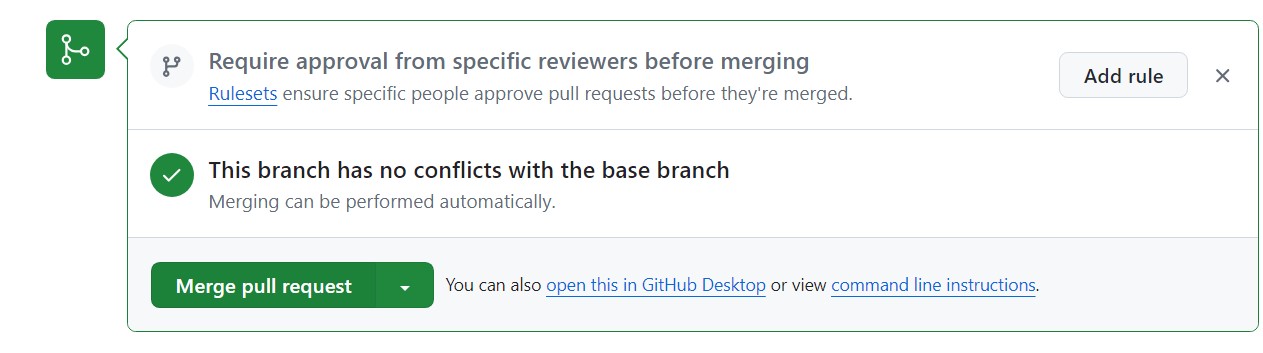 Require approval from specific reviewers before merging
Rulesets ensure specific people approve pull requests before they're merged.
Add rule
This branch has no conflicts with the base branch
Merging can be performed automatically.
Merge pull request
You can also open this in GitHub Desktop or view command line instructions.